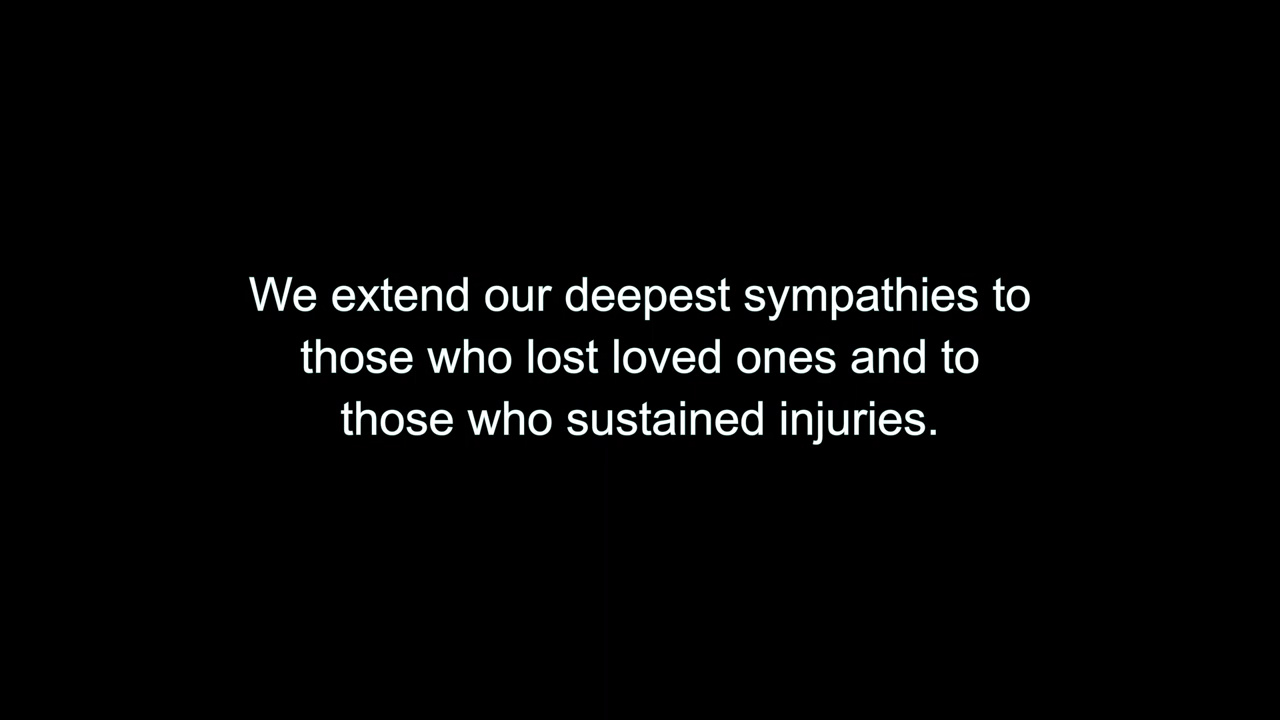 We extend our deepest sympathies to
those who lost loved ones and to
those who sustained injuries.